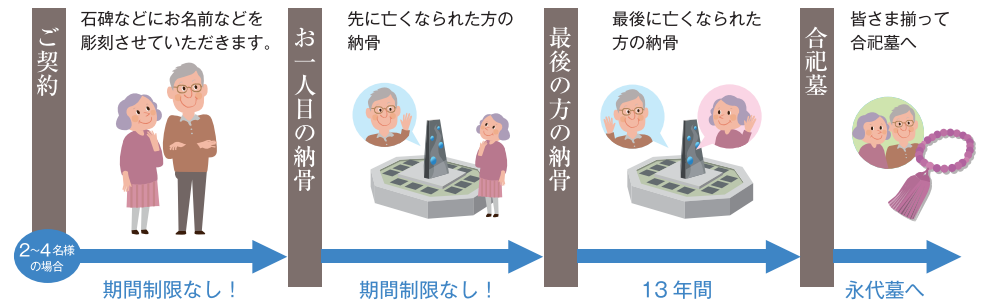 ご契約
石碑などにお名前などを
彫刻させていただきます。
2~4名様
の場合
期間制限なし！
お一人目の納骨
先に亡くなられた方の
納骨
期間制限なし！
最後の方の納骨
最後に亡くなられた
方の納骨
13年間
合祀墓
皆さま揃って
合祀墓へ
永代墓へ